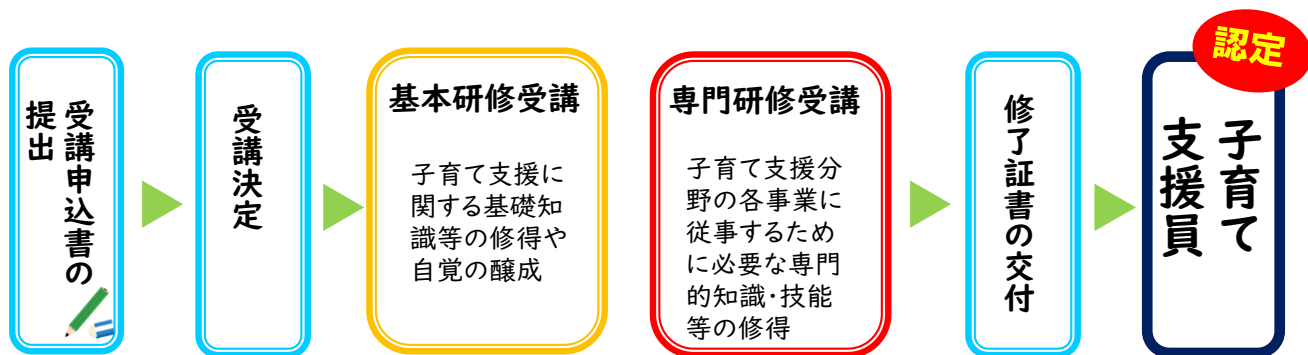 受講申込書の
提出
受講決定
基本研修受講
子育て支援に
関する基礎知
識等の修得や
自覚の醸成
専門研修受講
子育て支援分
野の各事業に
従事するため
に必要な専門
的知識・技能
等の修得
修了証書の交付
認定
子育て
支援員